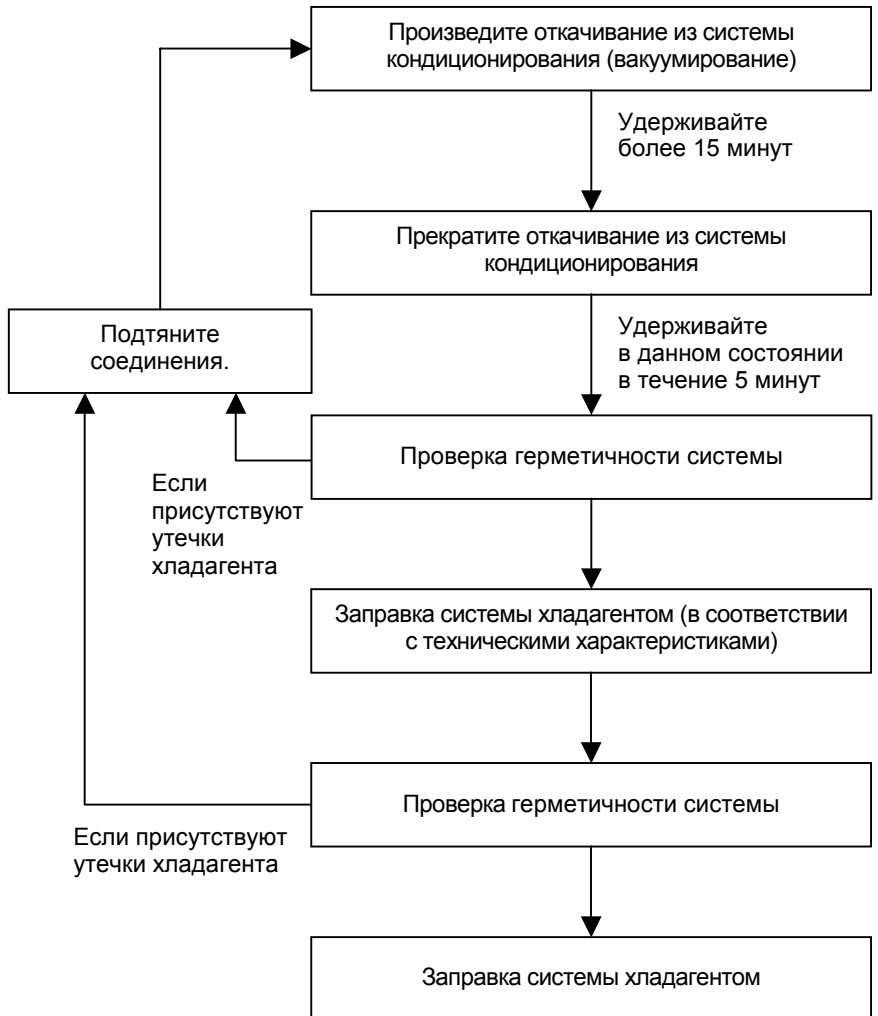 Произведите откачивание из системы
кондиционирования (вакуумирование)
Удерживайте
более 15 минут
Прекратите откачивание из системы
кондиционирования
Подтяните
соединения.
Удерживайте
в данном состоянии
в течение 5 минут
Проверка герметичности системы
Если
присутствуют
утечки
хладагента
Заправка системы хладагентом (в соответствии
с техническими характеристиками)
Проверка герметичности системы
Если присутствуют
утечки хладагента
Заправка системы хладагентом